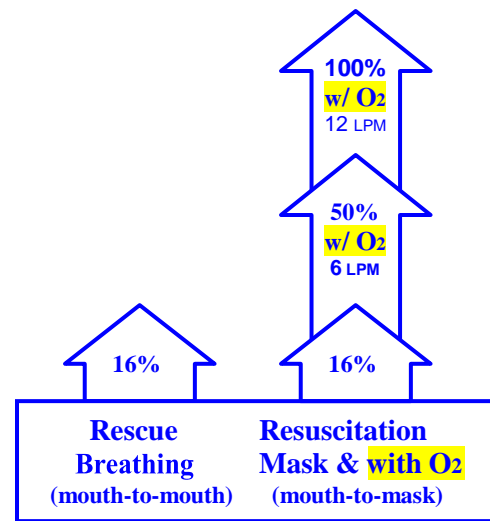 100%
w/ O2
12 LPM
50%
w/ O2
6 LPM
16%
16%
Rescue
Breathing
(mouth-to-mouth)
Resuscitation
Mask & with O2
(mouth-to-mask)